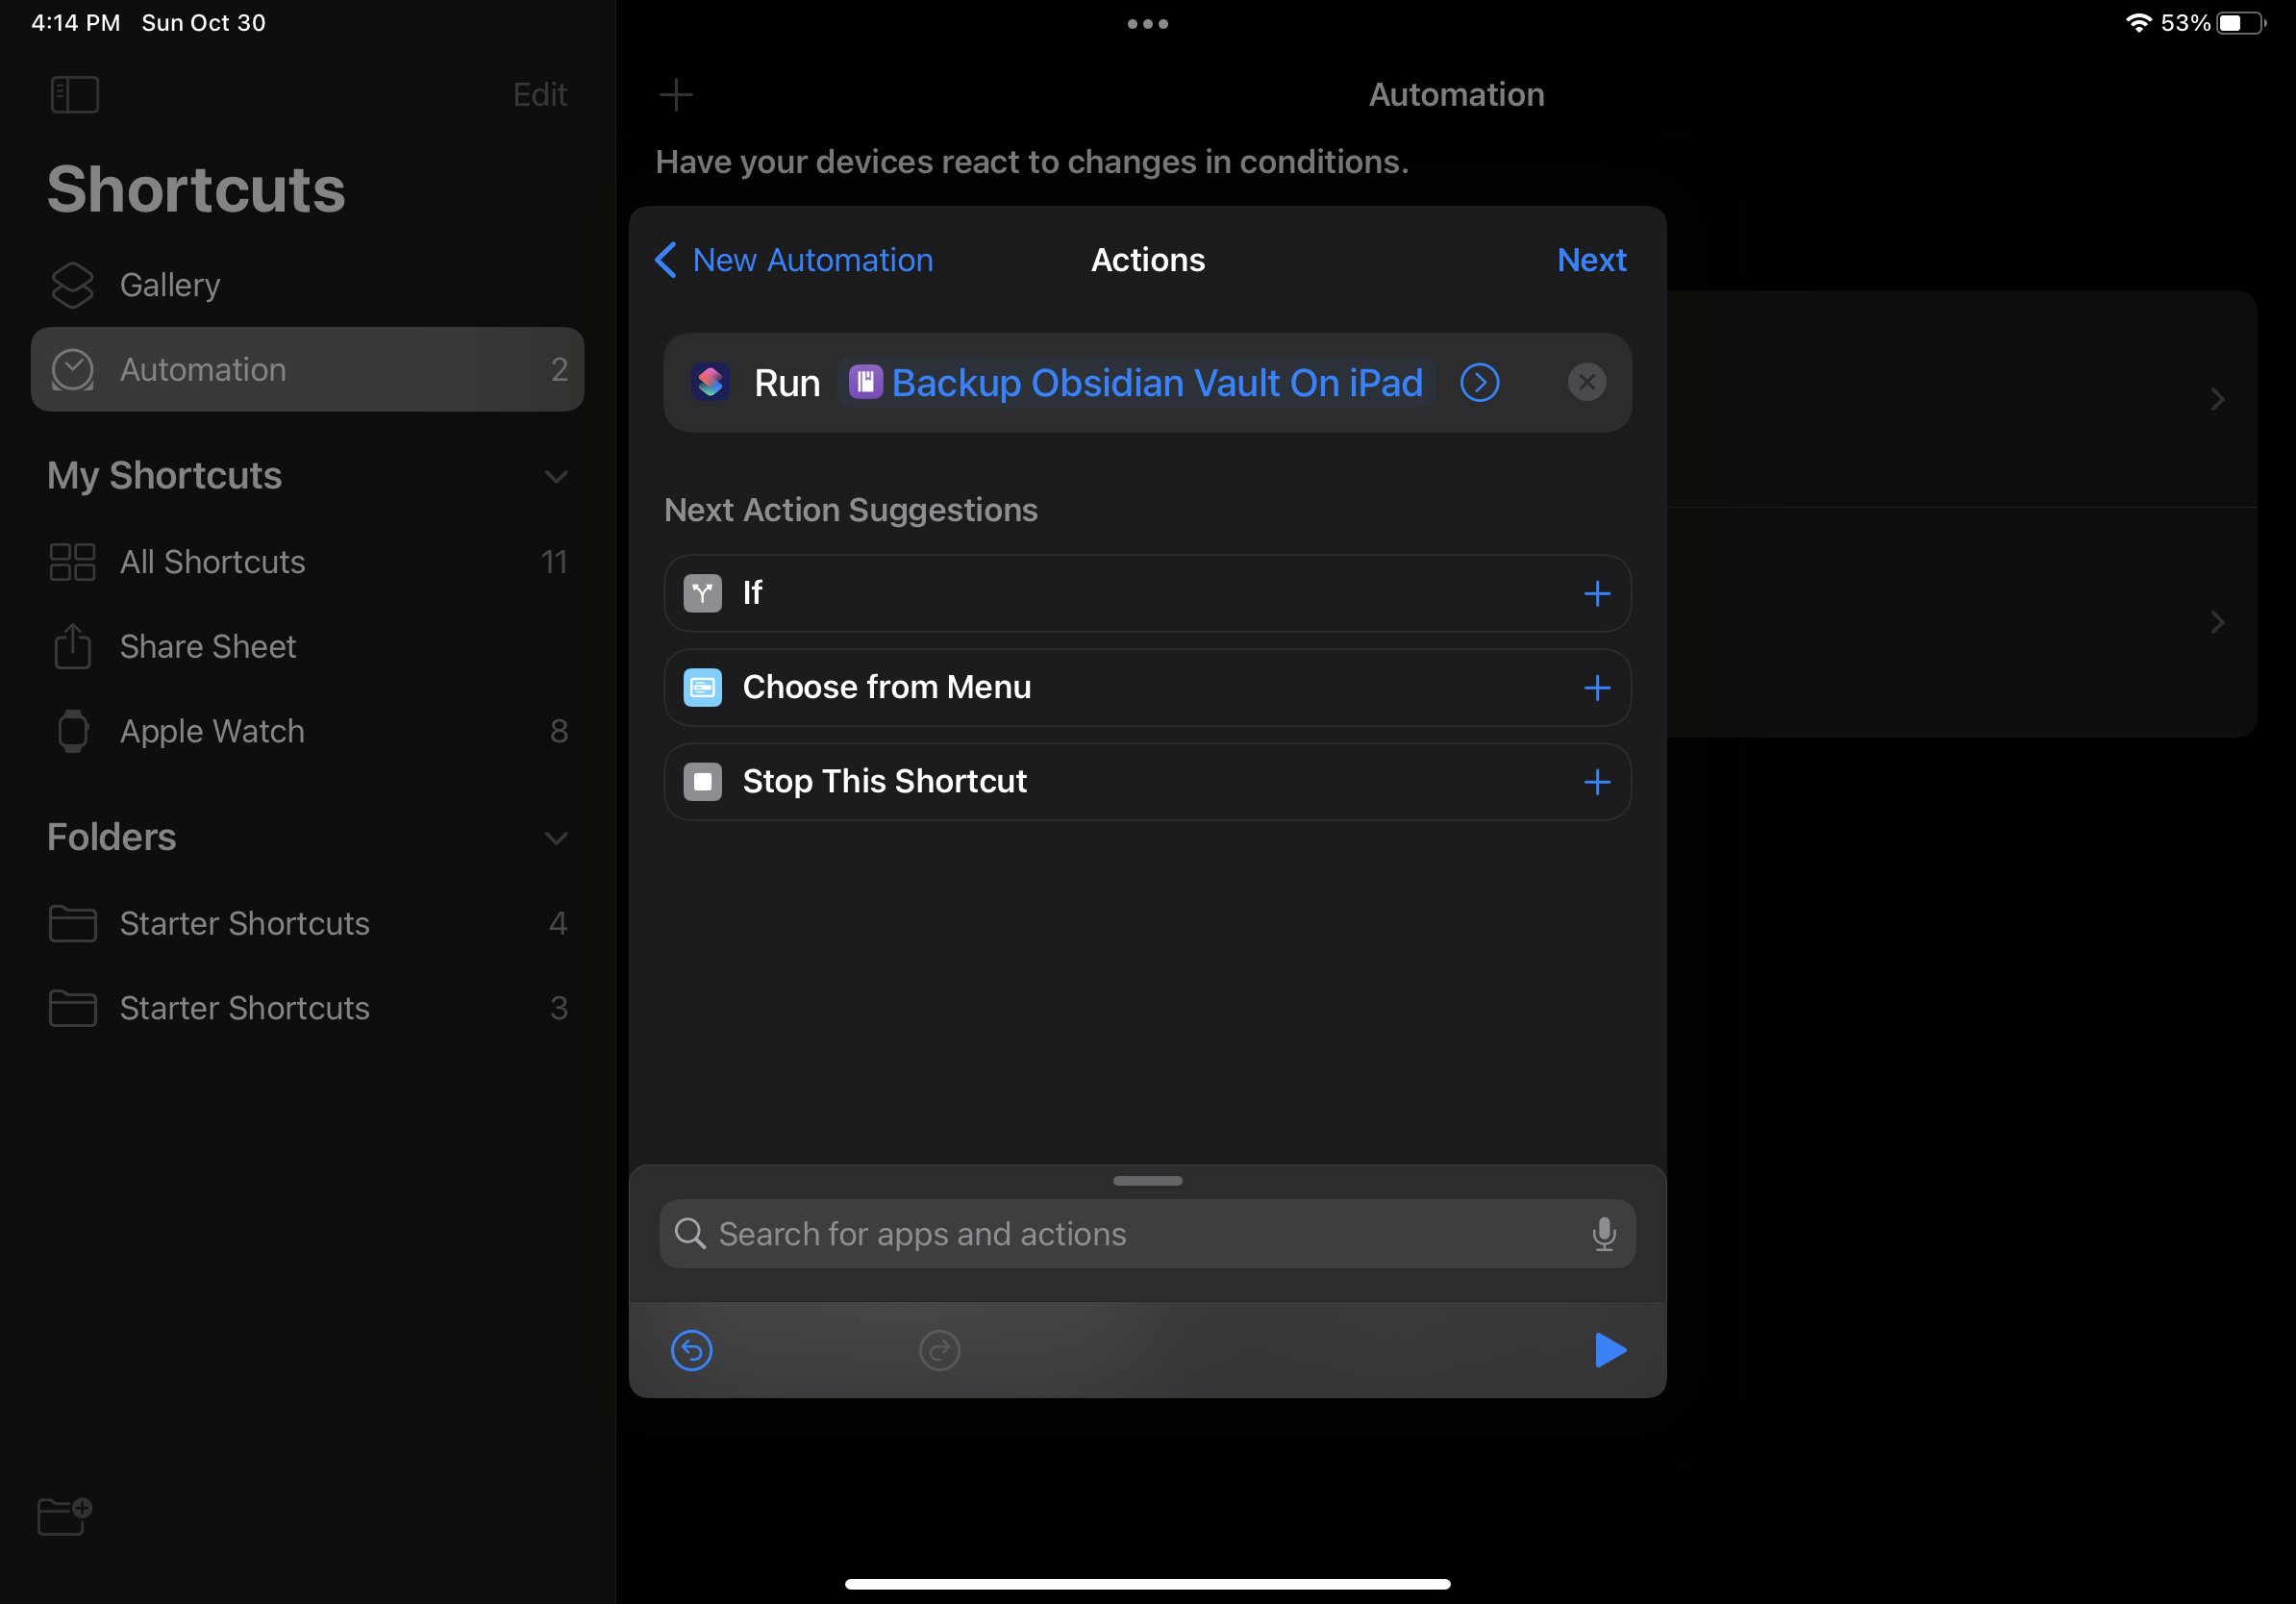 4:14 PM Sun Oct 30
53%
Edit
Shortcuts
Gallery
Automation 2
My Shortcuts
All Shortcuts 11
Share Sheet
Apple Watch 8
Folders
Starter Shortcuts 4
Starter Shortcuts 3
Automation
Have your devices react to changes in conditions.
New Automation Actions Next
Run Backup Obsidian Vault On iPad
Next Action Suggestions
If
Choose from Menu
Stop This Shortcut
Search for apps and actions